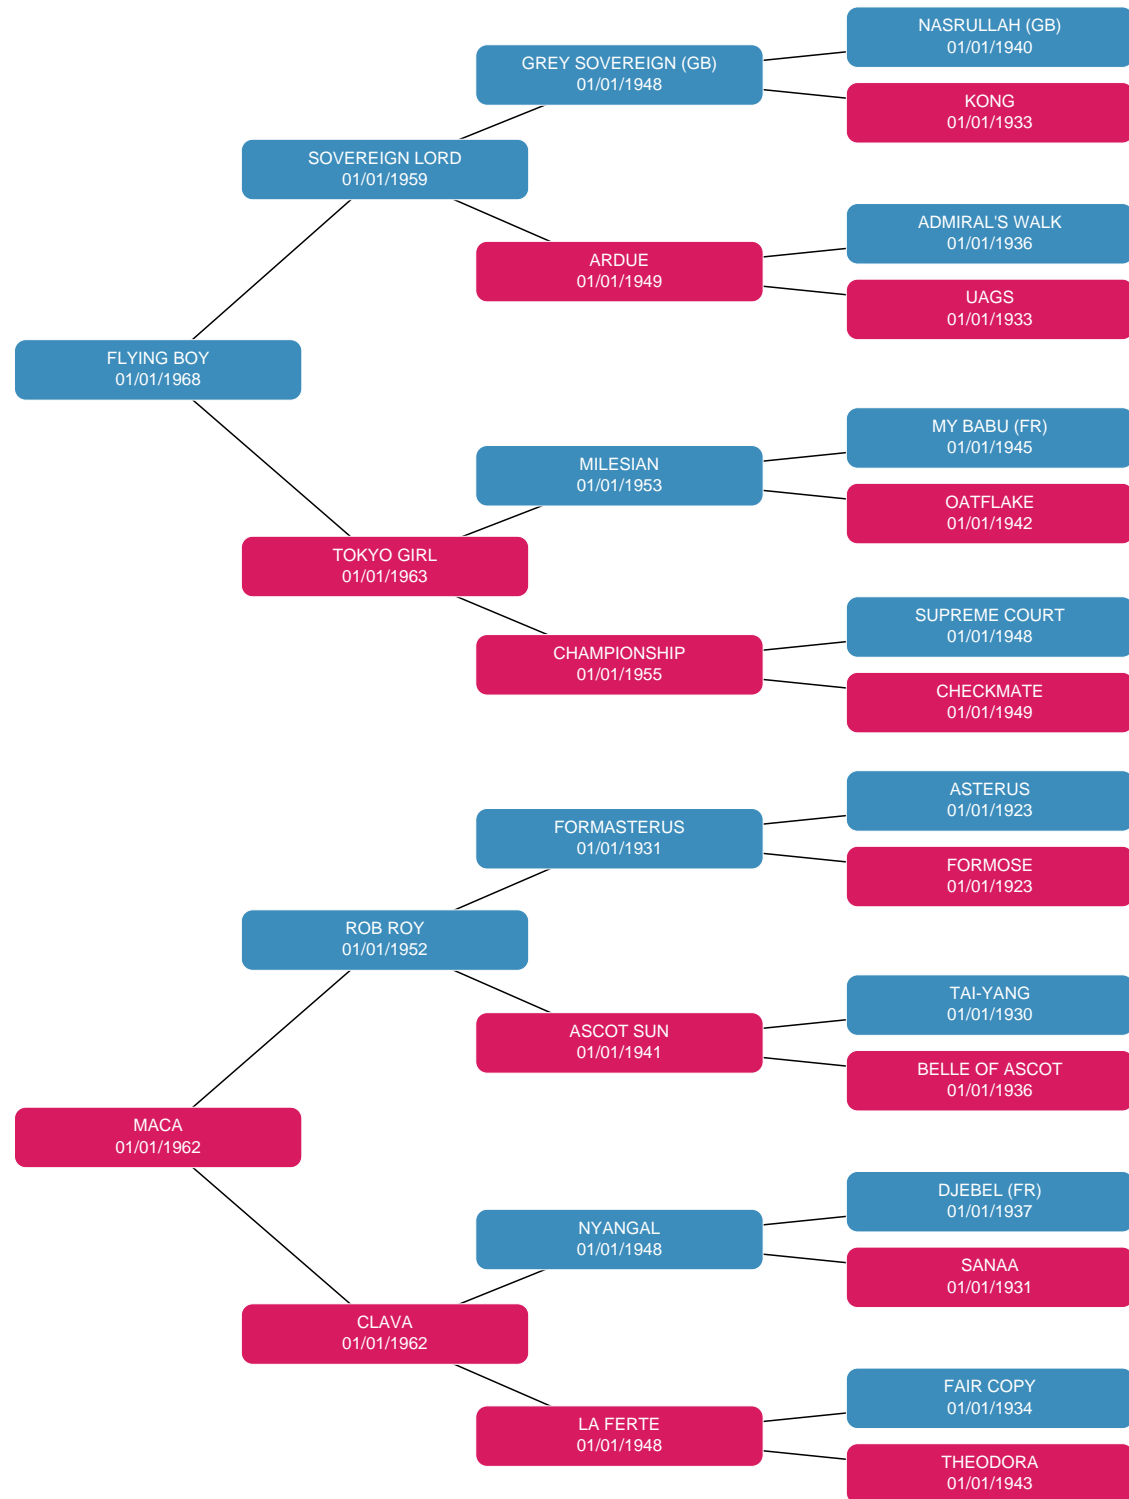 NASRULLAH (GB)
01/01/1940
GREY SOVEREIGN (GB)
01/01/1948
KONG
01/01/1933
SOVEREIGN LORD
01/01/1959
ADMIRAL'S WALK
01/01/1936
ARDUE
01/01/1949
UAGS
01/01/1933
FLYING BOY
01/01/1968
MY BABU (FR)
01/01/1945
MILESIAN
01/01/1953
OATFLAKE
01/01/1942
TOKYO GIRL
01/01/1963
SUPREME COURT
01/01/1948
CHAMPIONSHIP
01/01/1955
CHECKMATE
01/01/1949
ASTERUS
01/01/1923
FORMASTERUS
01/01/1931
FORMOSE
01/01/1923
ROB ROY
01/01/1952
TAI-YANG
01/01/1930
ASCOT SUN
01/01/1941
BELLE OF ASCOT
01/01/1936
MACA
01/01/1962
DJEBEL (FR)
01/01/1937
NYANGAL
01/01/1948
SANAA
01/01/1931
CLAVA
01/01/1962
FAIR COPY
01/01/1934
LA FERTE
01/01/1948
THEODORA
01/01/1943